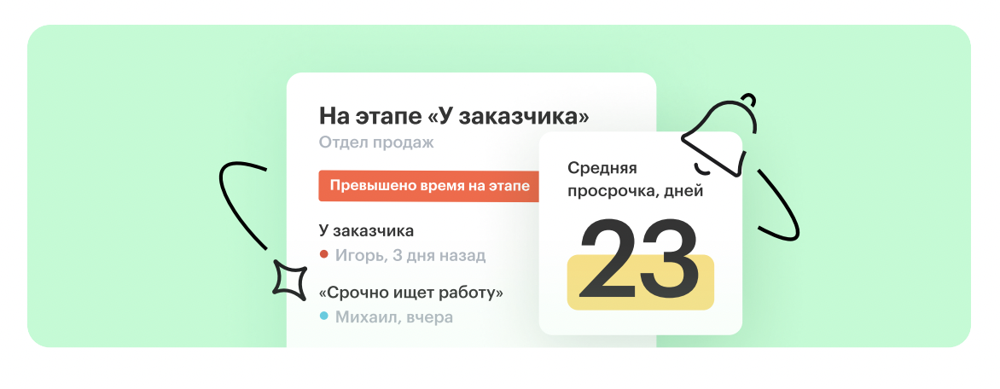 На этапе «У заказчика»
Отдел продаж
Превышено время на этапе
У заказчика
Игорь, 3 дня назад
«Срочно ищет работу»
Михаил, вчера
Средняя
просрочка, дней
23